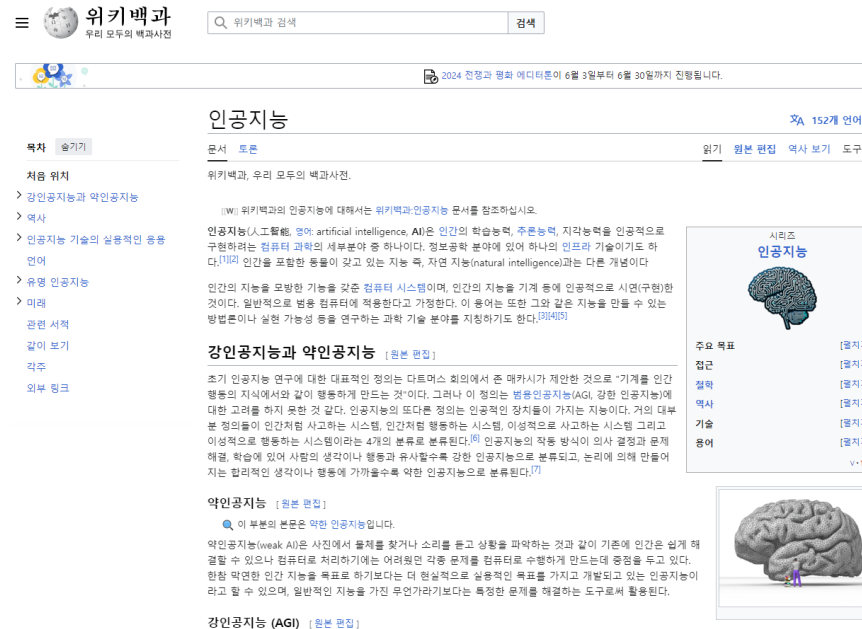 위키백과
우리 모두의 백과사전
위키백과 검색
검색
2024 전쟁과 평화 에디터톤이 6월 3일부터 6월 30일까지 진행됩니다.
목차
숨기기
처음 위치
강인공지능과 약인공지능
역사
인공지능 기술의 실용적인 응용
언어
유명 인공지능
미래
관련 서적
같이 보기
각주
외부 링크
인공지능
152개 언어
문서 토론
읽기 원본 편집 역사 보기 도구
위키백과, 우리 모두의 백과사전.
[[W]] 위키백과의 인공지능에 대해서는 위키백과:인공지능 문서를 참조하십시오.
인공지능(人工智能, 영어: artificial intelligence, AI)은 인간의 학습능력, 추론능력, 지각능력을 인공적으로
구현하려는 컴퓨터 과학의 세부분야 중 하나이다. 정보공학 분야에 있어 하나의 인프라 기술이기도 하
다.[1][2] 인간을 포함한 동물이 갖고 있는 지능 즉, 자연 지능(natural intelligence)과는 다른 개념이다
인간의 지능을 모방한 기능을 갖춘 컴퓨터 시스템이며, 인간의 지능을 기계 등에 인공적으로 시연(구현)한
것이다. 일반적으로 범용 컴퓨터에 적용한다고 가정한다. 이 용어는 또한 그와 같은 지능을 만들 수 있는
방법론이나 실현 가능성 등을 연구하는 과학 기술 분야를 지칭하기도 한다.[3][4][5]
강인공지능과 약인공지능 [원본 편집]
초기 인공지능 연구에 대한 대표적인 정의는 다트머스 회의에서 존 매카시가 제안한 것으로 "기계를 인간
행동의 지식에서와 같이 행동하게 만드는 것"이다. 그러나 이 정의는 범용인공지능(AGI, 강한 인공지능)에
대한 고려를 하지 못한 것 같다. 인공지능의 또다른 정의는 인공적인 장치들이 가지는 지능이다. 거의 대부
분 정의들이 인간처럼 사고하는 시스템, 인간처럼 행동하는 시스템, 이성적으로 사고하는 시스템 그리고
이성적으로 행동하는 시스템이라는 4개의 분류로 분류된다.[6] 인공지능의 작동 방식이 의사 결정과 문제
해결, 학습에 있어 사람의 생각이나 행동과 유사할수록 강한 인공지능으로 분류되고, 논리에 의해 만들어
지는 합리적인 생각이나 행동에 가까울수록 약한 인공지능으로 분류된다.[7]
약인공지능 [원본 편집]
이 부분의 본문은 약한 인공지능입니다.
약인공지능(weak AI)은 사진에서 물체를 찾거나 소리를 듣고 상황을 파악하는 것과 같이 기존에 인간은 쉽게 해
결할 수 있으나 컴퓨터로 처리하기에는 어려웠던 각종 문제를 컴퓨터로 수행하게 만드는데 중점을 두고 있다.
한참 막연한 인간 지능을 목표로 하기보다는 더 현실적으로 실용적인 목표를 가지고 개발되고 있는 인공지능이
라고 할 수 있으며, 일반적인 지능을 가진 무언가라기보다는 특정한 문제를 해결하는 도구로써 활용된다.
강인공지능 (AGI) [원본 편집]
시리즈
인공지능
주요 목표 [펼치
접근 [펼치
철학 [펼치
역사 [펼치
기술 [펼치
용어 [펼치
v •